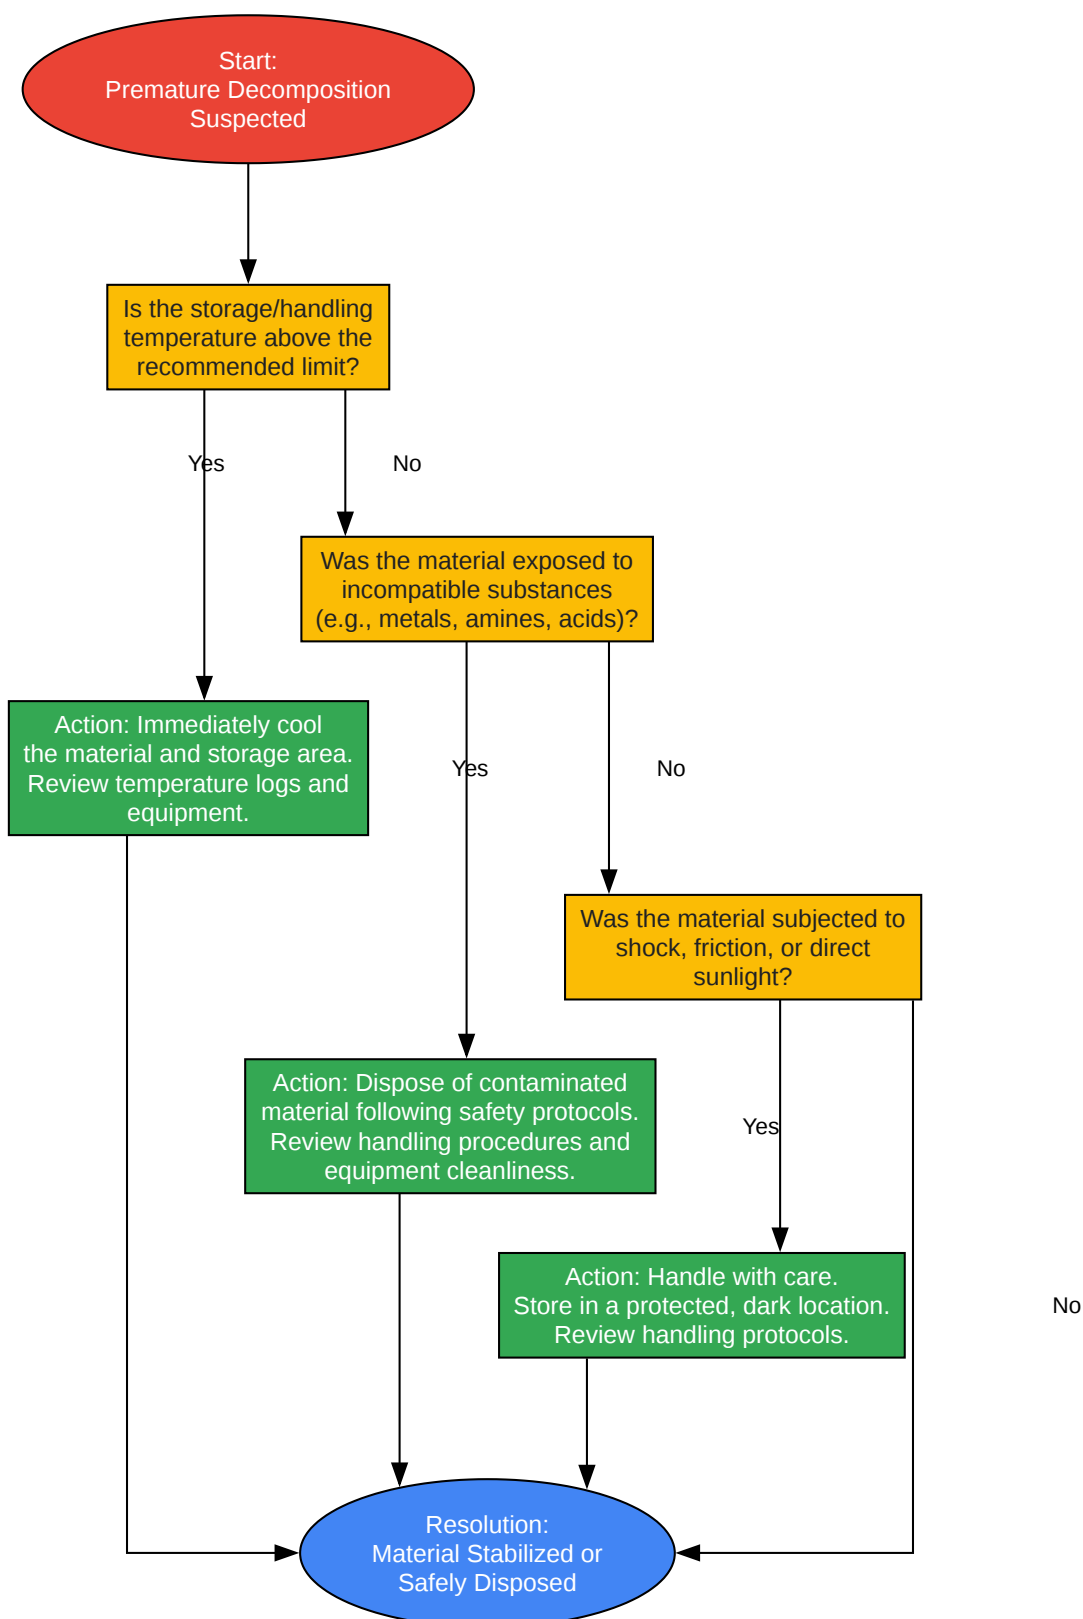 Start:
Premature Decomposition
Suspected
Is the storage/handling
temperature above the
recommended limit?
Yes
No
Was the material exposed to
incompatible substances
(e.g., metals, amines, acids)?
Action: Immediately cool
the material and storage area.
Review temperature logs and
equipment.
Yes
No
Was the material subjected to
shock, friction, or direct
sunlight?
Action: Dispose of contaminated
material following safety protocols.
Review handling procedures and
equipment cleanliness.
Yes
Action: Handle with care.
Store in a protected, dark location.
Review handling protocols.
No
Resolution:
Material Stabilized or
Safely Disposed